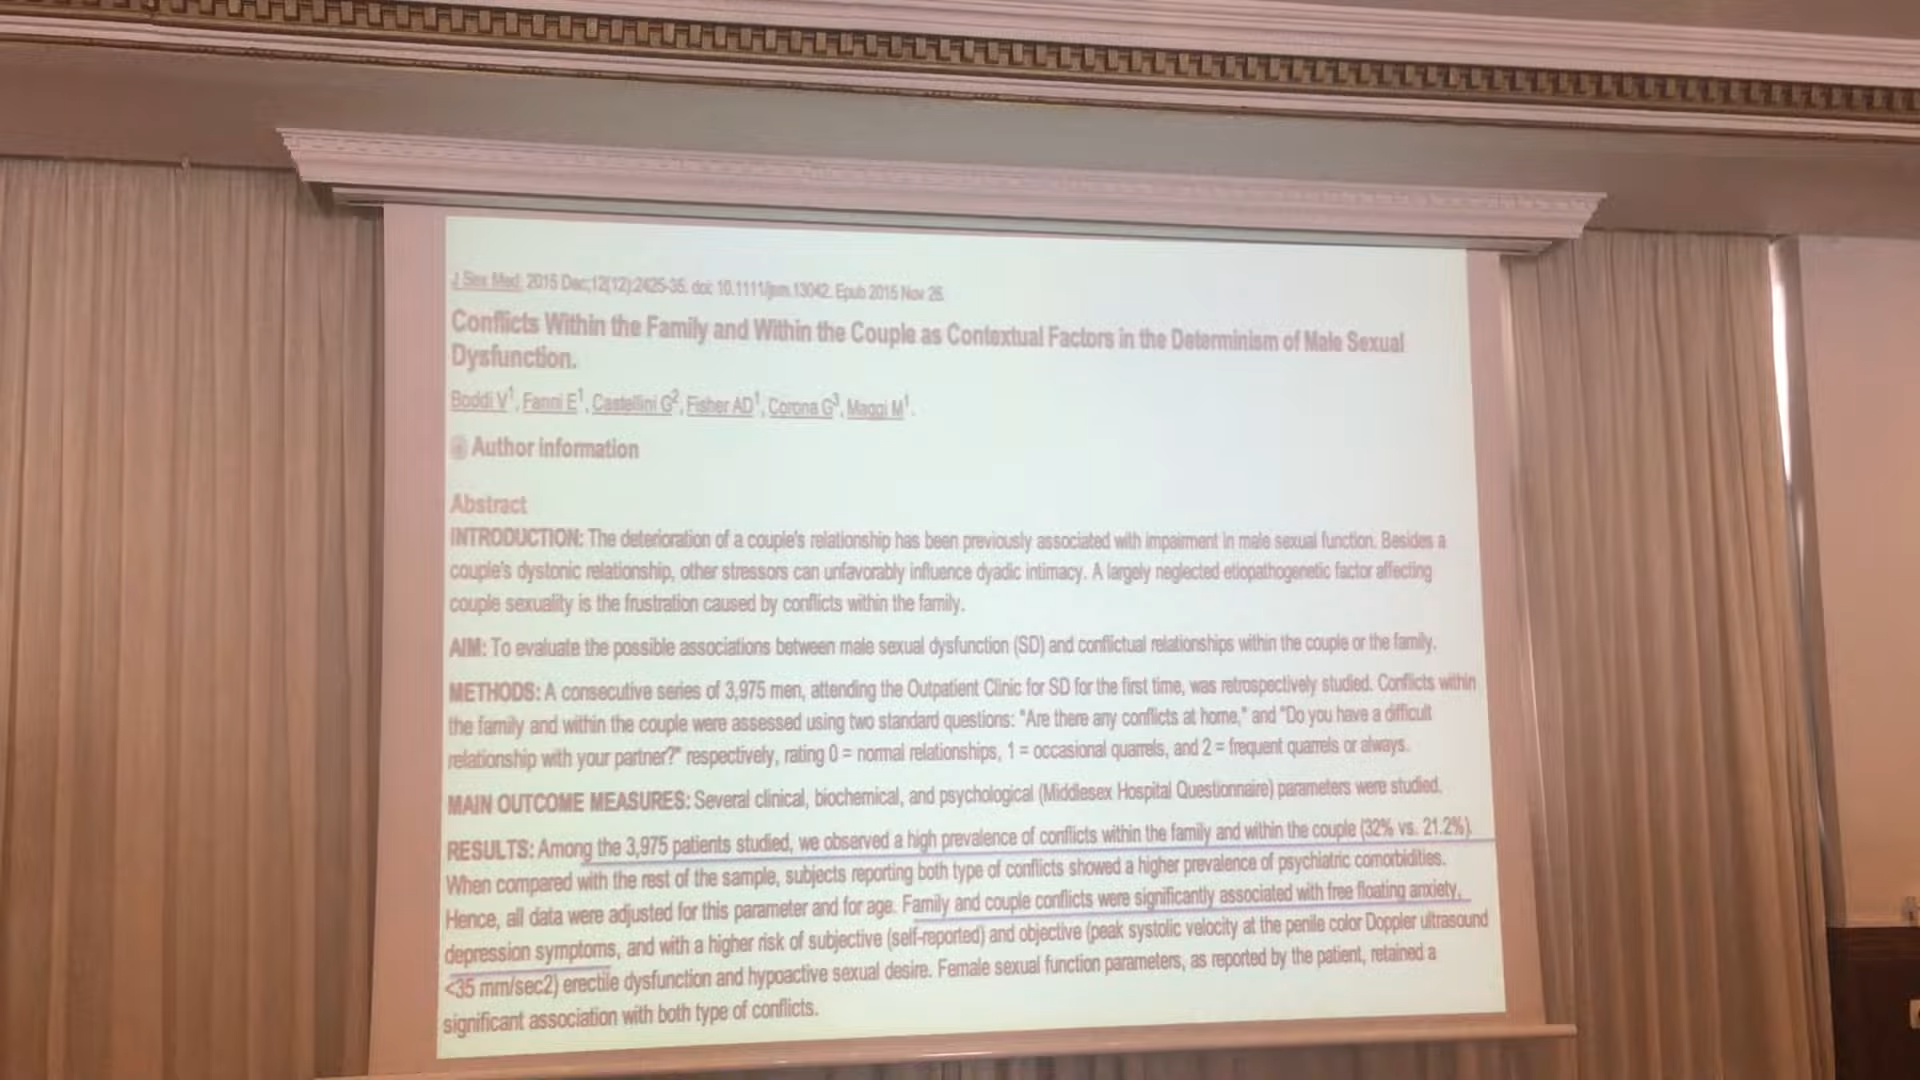 J Sex Med. 2015 Dec;12(12):2425-35. doi: 10.1111/jsm.13042. Epub 2015 Nov 26.
Conflicts Within the Family and Within the Couple as Contextual Factors in the Determinism of Male Sexual
Dysfunction.
Boddi V1, Fanni E1, Castellini G2, Fisher AD1, Corona G3, Maggi M1.
Author information
Abstract
INTRODUCTION: The deterioration of a couple's relationship has been previously associated with impairment in male sexual function. Besides a
couple's dystonic relationship, other stressors can unfavorably influence dyadic intimacy. A largely neglected etiopathogenetic factor affecting
couple sexuality is the frustration caused by conflicts within the family.
AIM: To evaluate the possible associations between male sexual dysfunction (SD) and conflictual relationships within the couple or the family.
METHODS: A consecutive series of 3,975 men, attending the Outpatient Clinic for SD for the first time, was retrospectively studied. Conflicts within
the family and within the couple were assessed using two standard questions: "Are there any conflicts at home," and "Do you have a difficult
relationship with your partner?" respectively, rating 0 = normal relationships, 1 = occasional quarrels, and 2 = frequent quarrels or always.
MAIN OUTCOME MEASURES: Several clinical, biochemical, and psychological (Middlesex Hospital Questionnaire) parameters were studied.
RESULTS: Among the 3,975 patients studied, we observed a high prevalence of conflicts within the family and within the couple (32% vs. 21.2%).
When compared with the rest of the sample, subjects reporting both type of conflicts showed a higher prevalence of psychiatric comorbidities.
Hence, all data were adjusted for this parameter and for age. Family and couple conflicts were significantly associated with free floating anxiety,
depression symptoms, and with a higher risk of subjective (self-reported) and objective (peak systolic velocity at the penile color Doppler ultrasound
<35 mm/sec2) erectile dysfunction and hypoactive sexual desire. Female sexual function parameters, as reported by the patient, retained a
significant association with both type of conflicts.